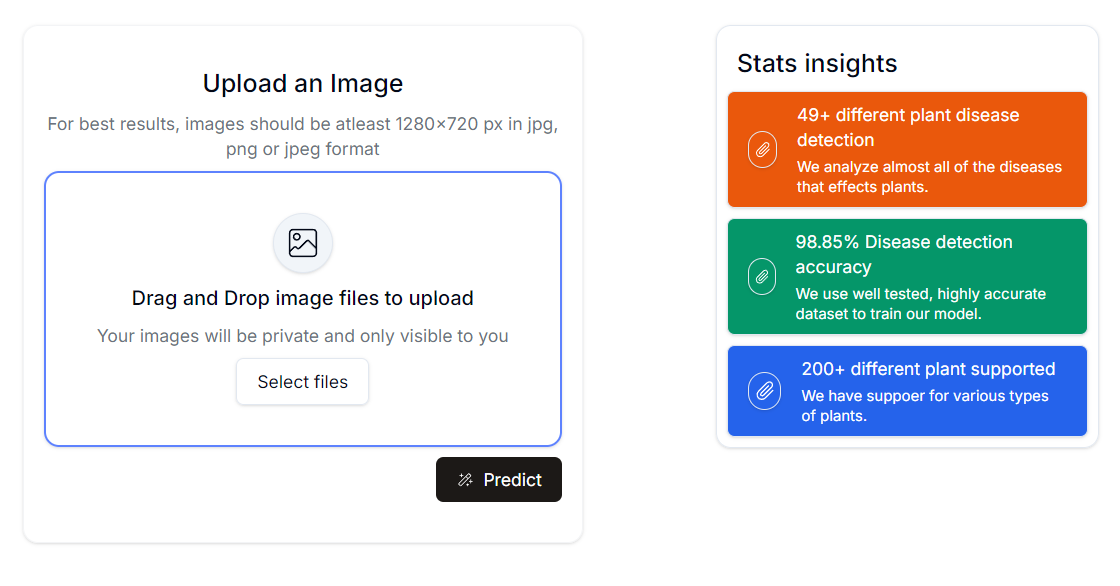 Upload an Image
For best results, images should be atleast 1280×720 px in jpg,
png or jpeg format
Drag and Drop image files to upload
Your images will be private and only visible to you
Select files
Predict
Stats insights
49+ different plant disease
detection
We analyze almost all of the diseases
that effects plants.
98.85% Disease detection
accuracy
We use well tested, highly accurate
dataset to train our model.
200+ different plant supported
We have suppoer for various types
of plants.